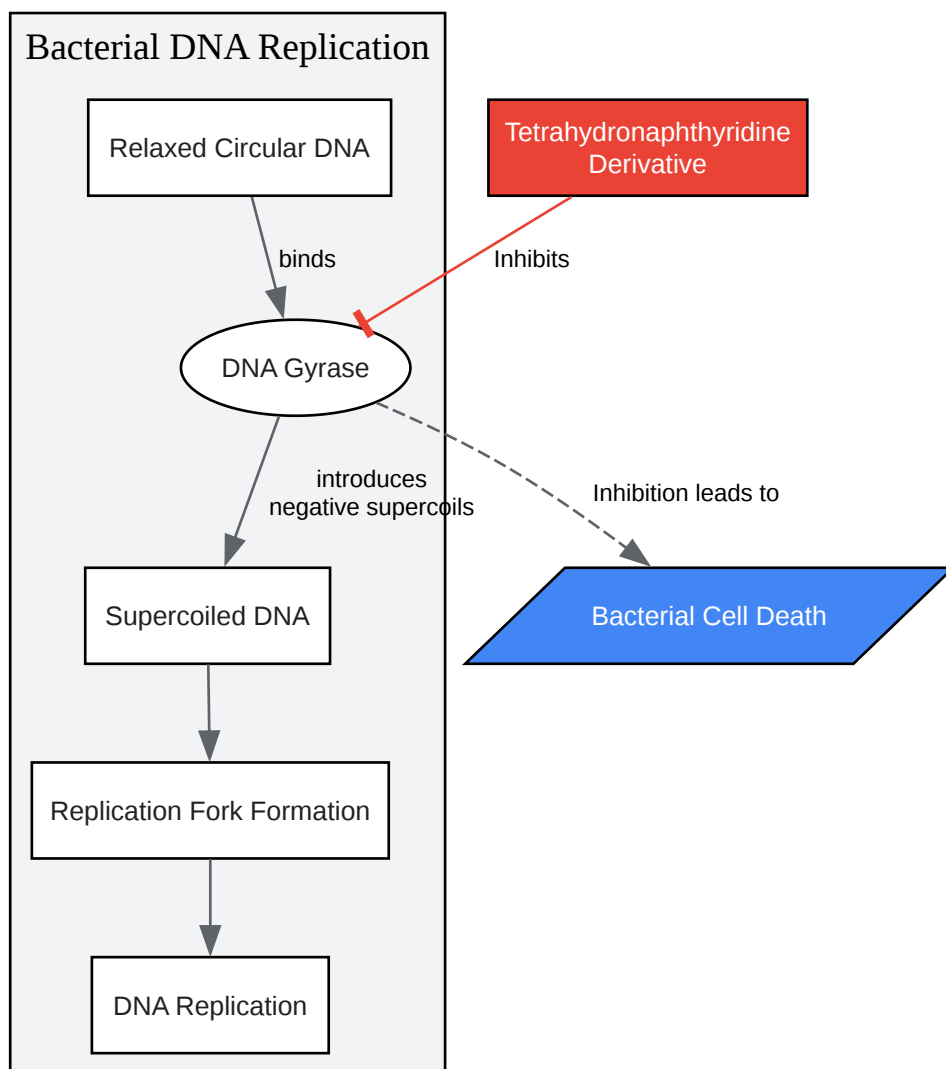 Bacterial DNA Replication
Relaxed Circular DNA
Tetrahydronaphthyridine
Derivative
binds
Inhibits
DNA Gyrase
introduces
negative supercoils
Inhibition leads to
Supercoiled DNA
Bacterial Cell Death
Replication Fork Formation
DNA Replication